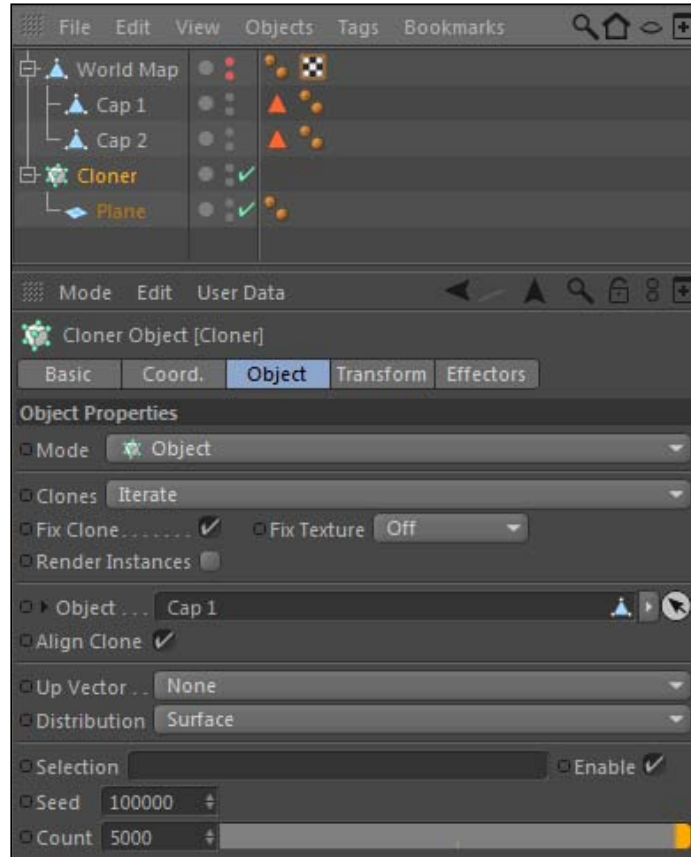 File Edit View Objects Tags Bookmarks
World Map
Cap 1
Cap 2
Cloner
Plane
Mode Edit User Data
Cloner Object [Cloner]
Basic Coord. Object Transform Effectors
Object Properties
Mode Object
Clones Iterate
Fix Clone....... Fix Texture Off
Render Instances
Object ... Cap 1
Align Clone
Up Vector .. None
Distribution Surface
Selection Enable
Seed 100000
Count 5000